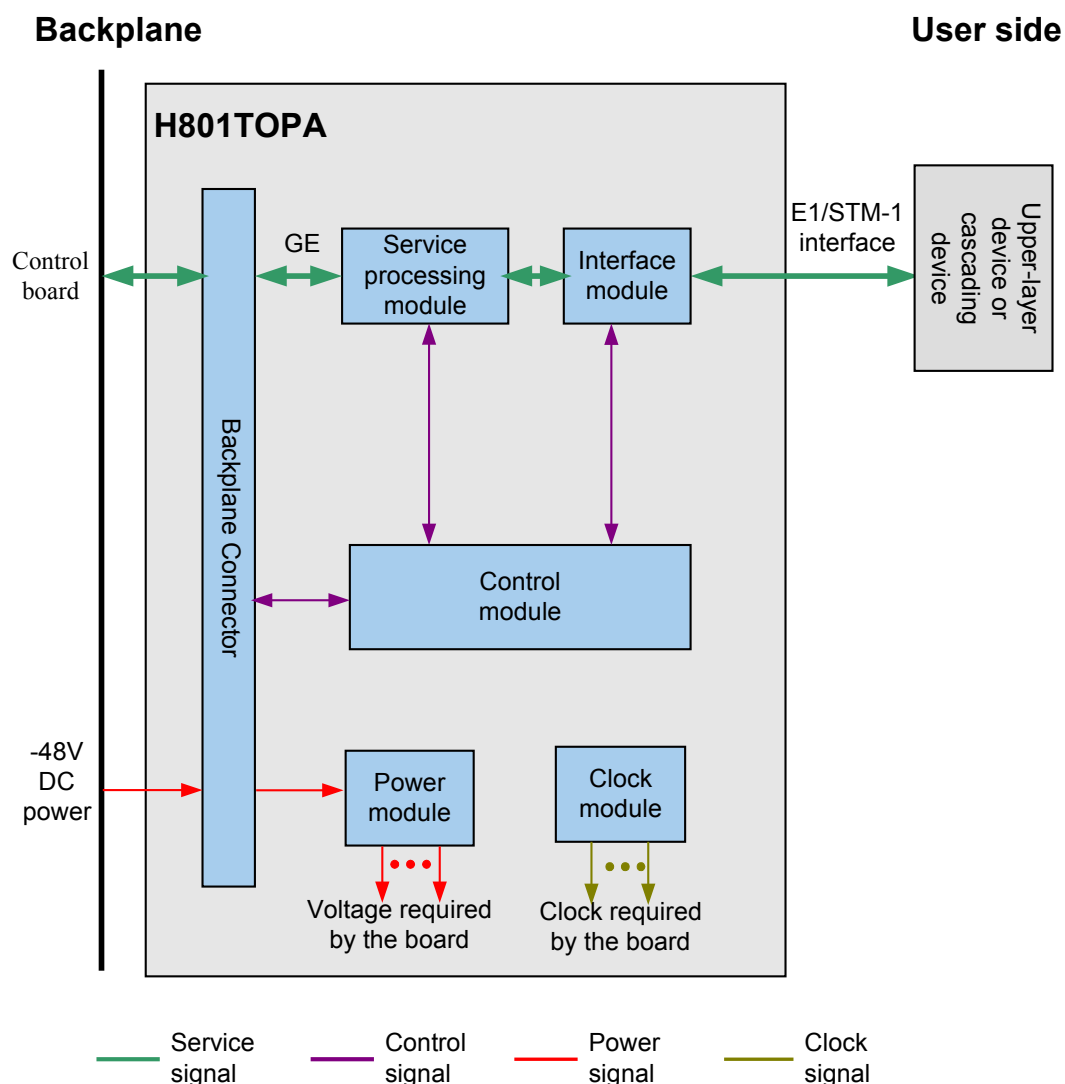 Backplane
User side
H801TOPA
Control
board
GE
Service
processing
module
Interface
module
E1/STM-1
interface
Upper-layer
device or
cascading
device
Backplane Connector
Control
module
-48V
DC
power
Power
module
Clock
module
Voltage required
by the board
Clock required
by the board
Service
signal
Control
signal
Power
signal
Clock
signal